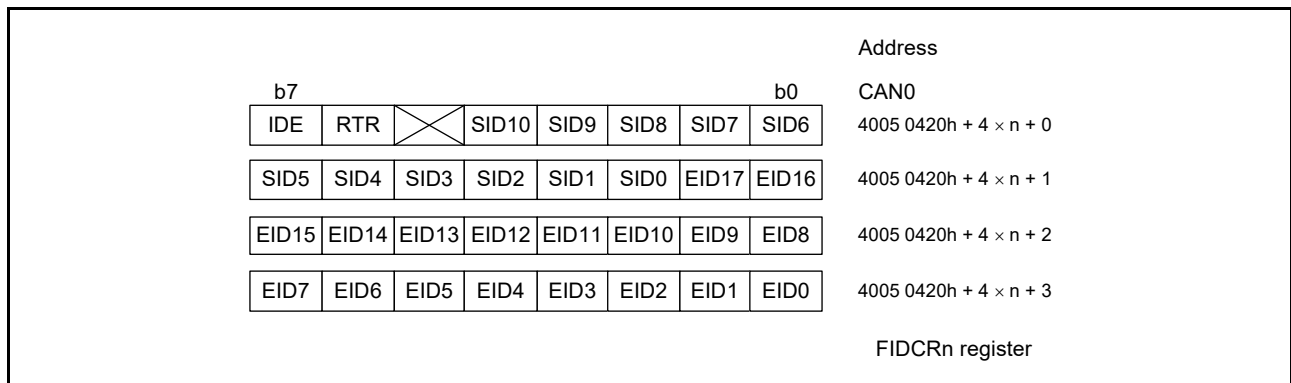 Address
b7 b0 CAN0
IDE RTR SID10 SID9 SID8 SID7 SID6 4005 0420h + 4 × n + 0
SID5 SID4 SID3 SID2 SID1 SID0 EID17 EID16 4005 0420h + 4 × n + 1
EID15 EID14 EID13 EID12 EID11 EID10 EID9 EID8 4005 0420h + 4 × n + 2
EID7 EID6 EID5 EID4 EID3 EID2 EID1 EID0 4005 0420h + 4 × n + 3
FIDCRn register